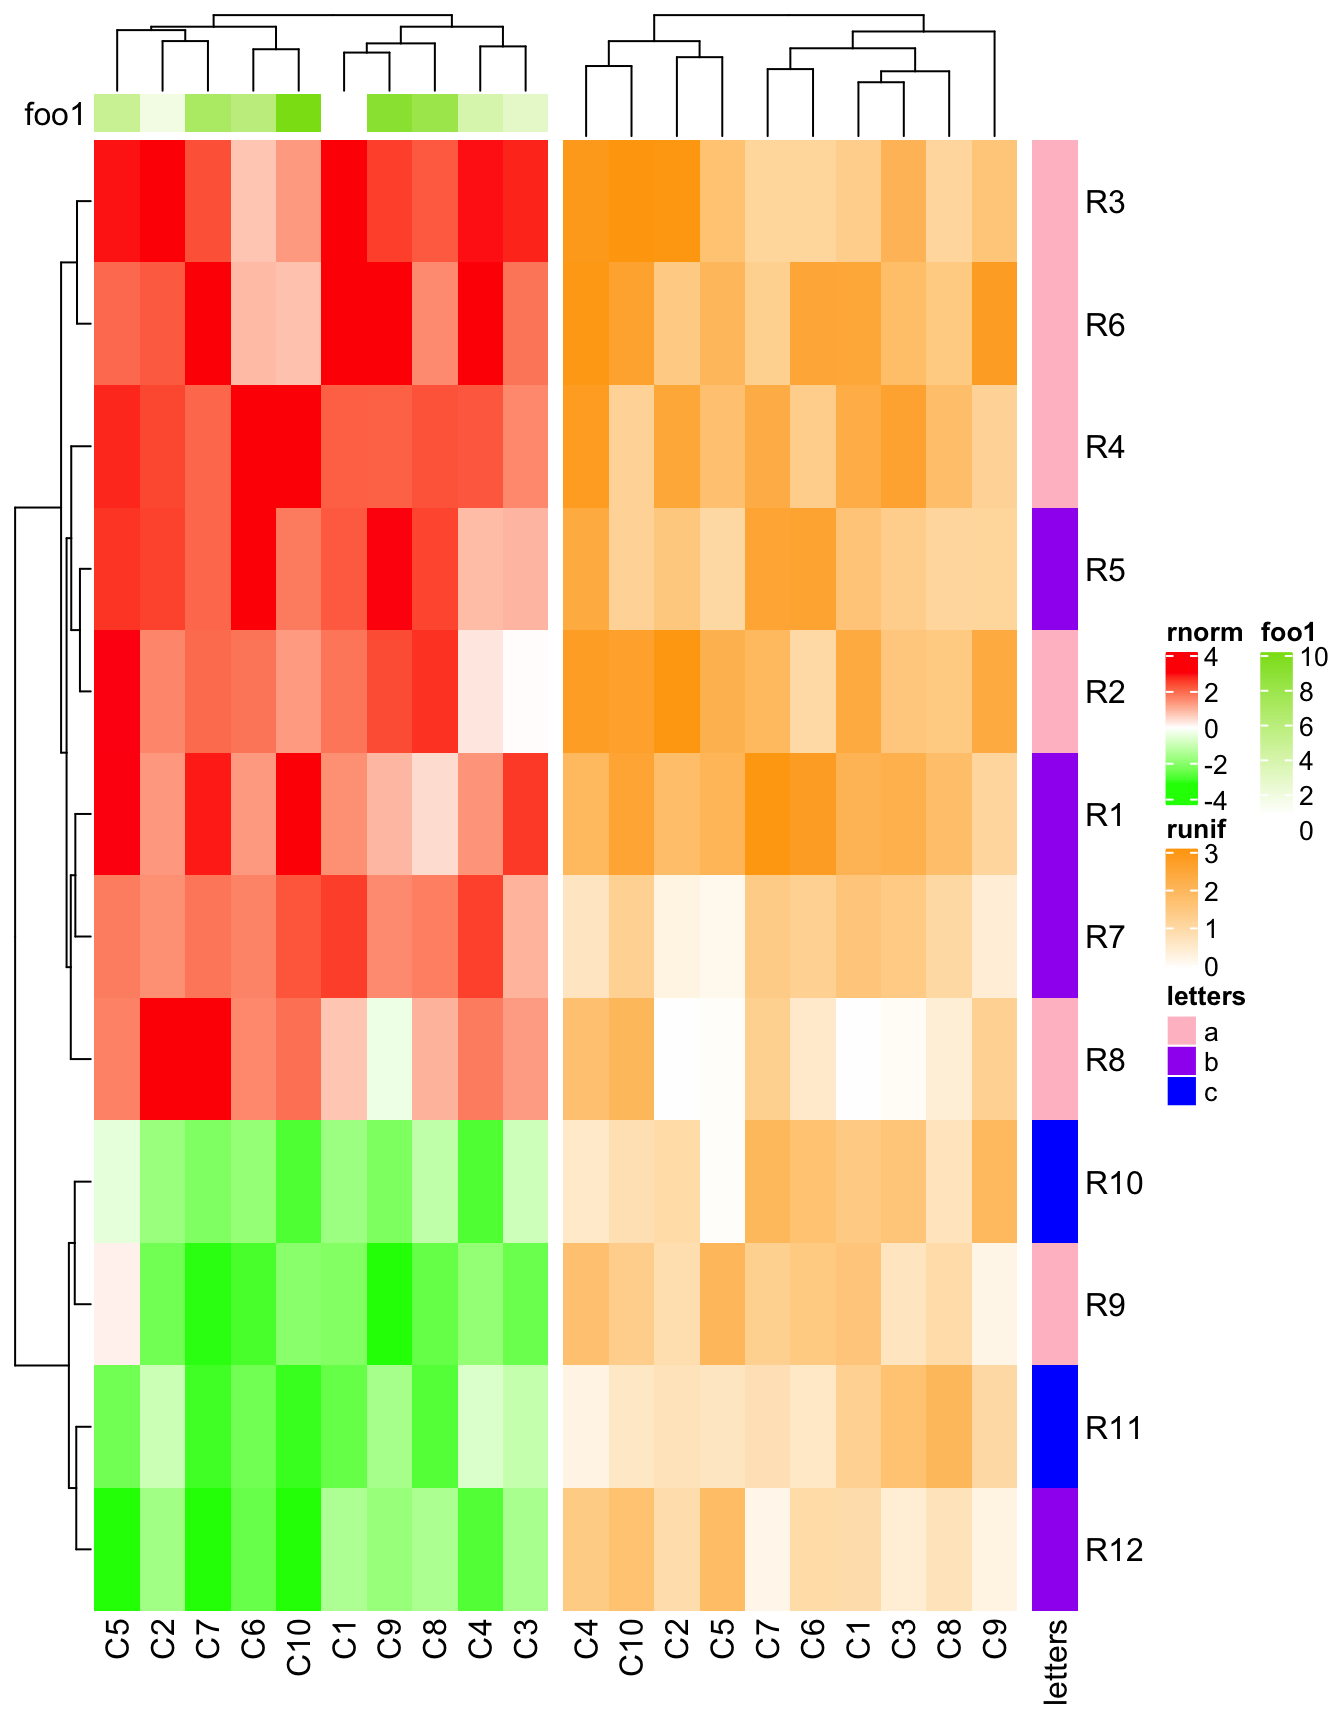 foo1
R3
R6
R4
R5
R2
R1
R7
R8
R10
R9
R11
R12
C5 C2 C7 C6 C10 C1 C9 C8 C4 C3 C4 C10 C2 C5 C7 C6 C1 C3 C8 C9 letters
rnorm
4
2
0
-2
-4
foo1
10
8
6
4
2
0
runif
3
2
1
0
letters
a
b
c